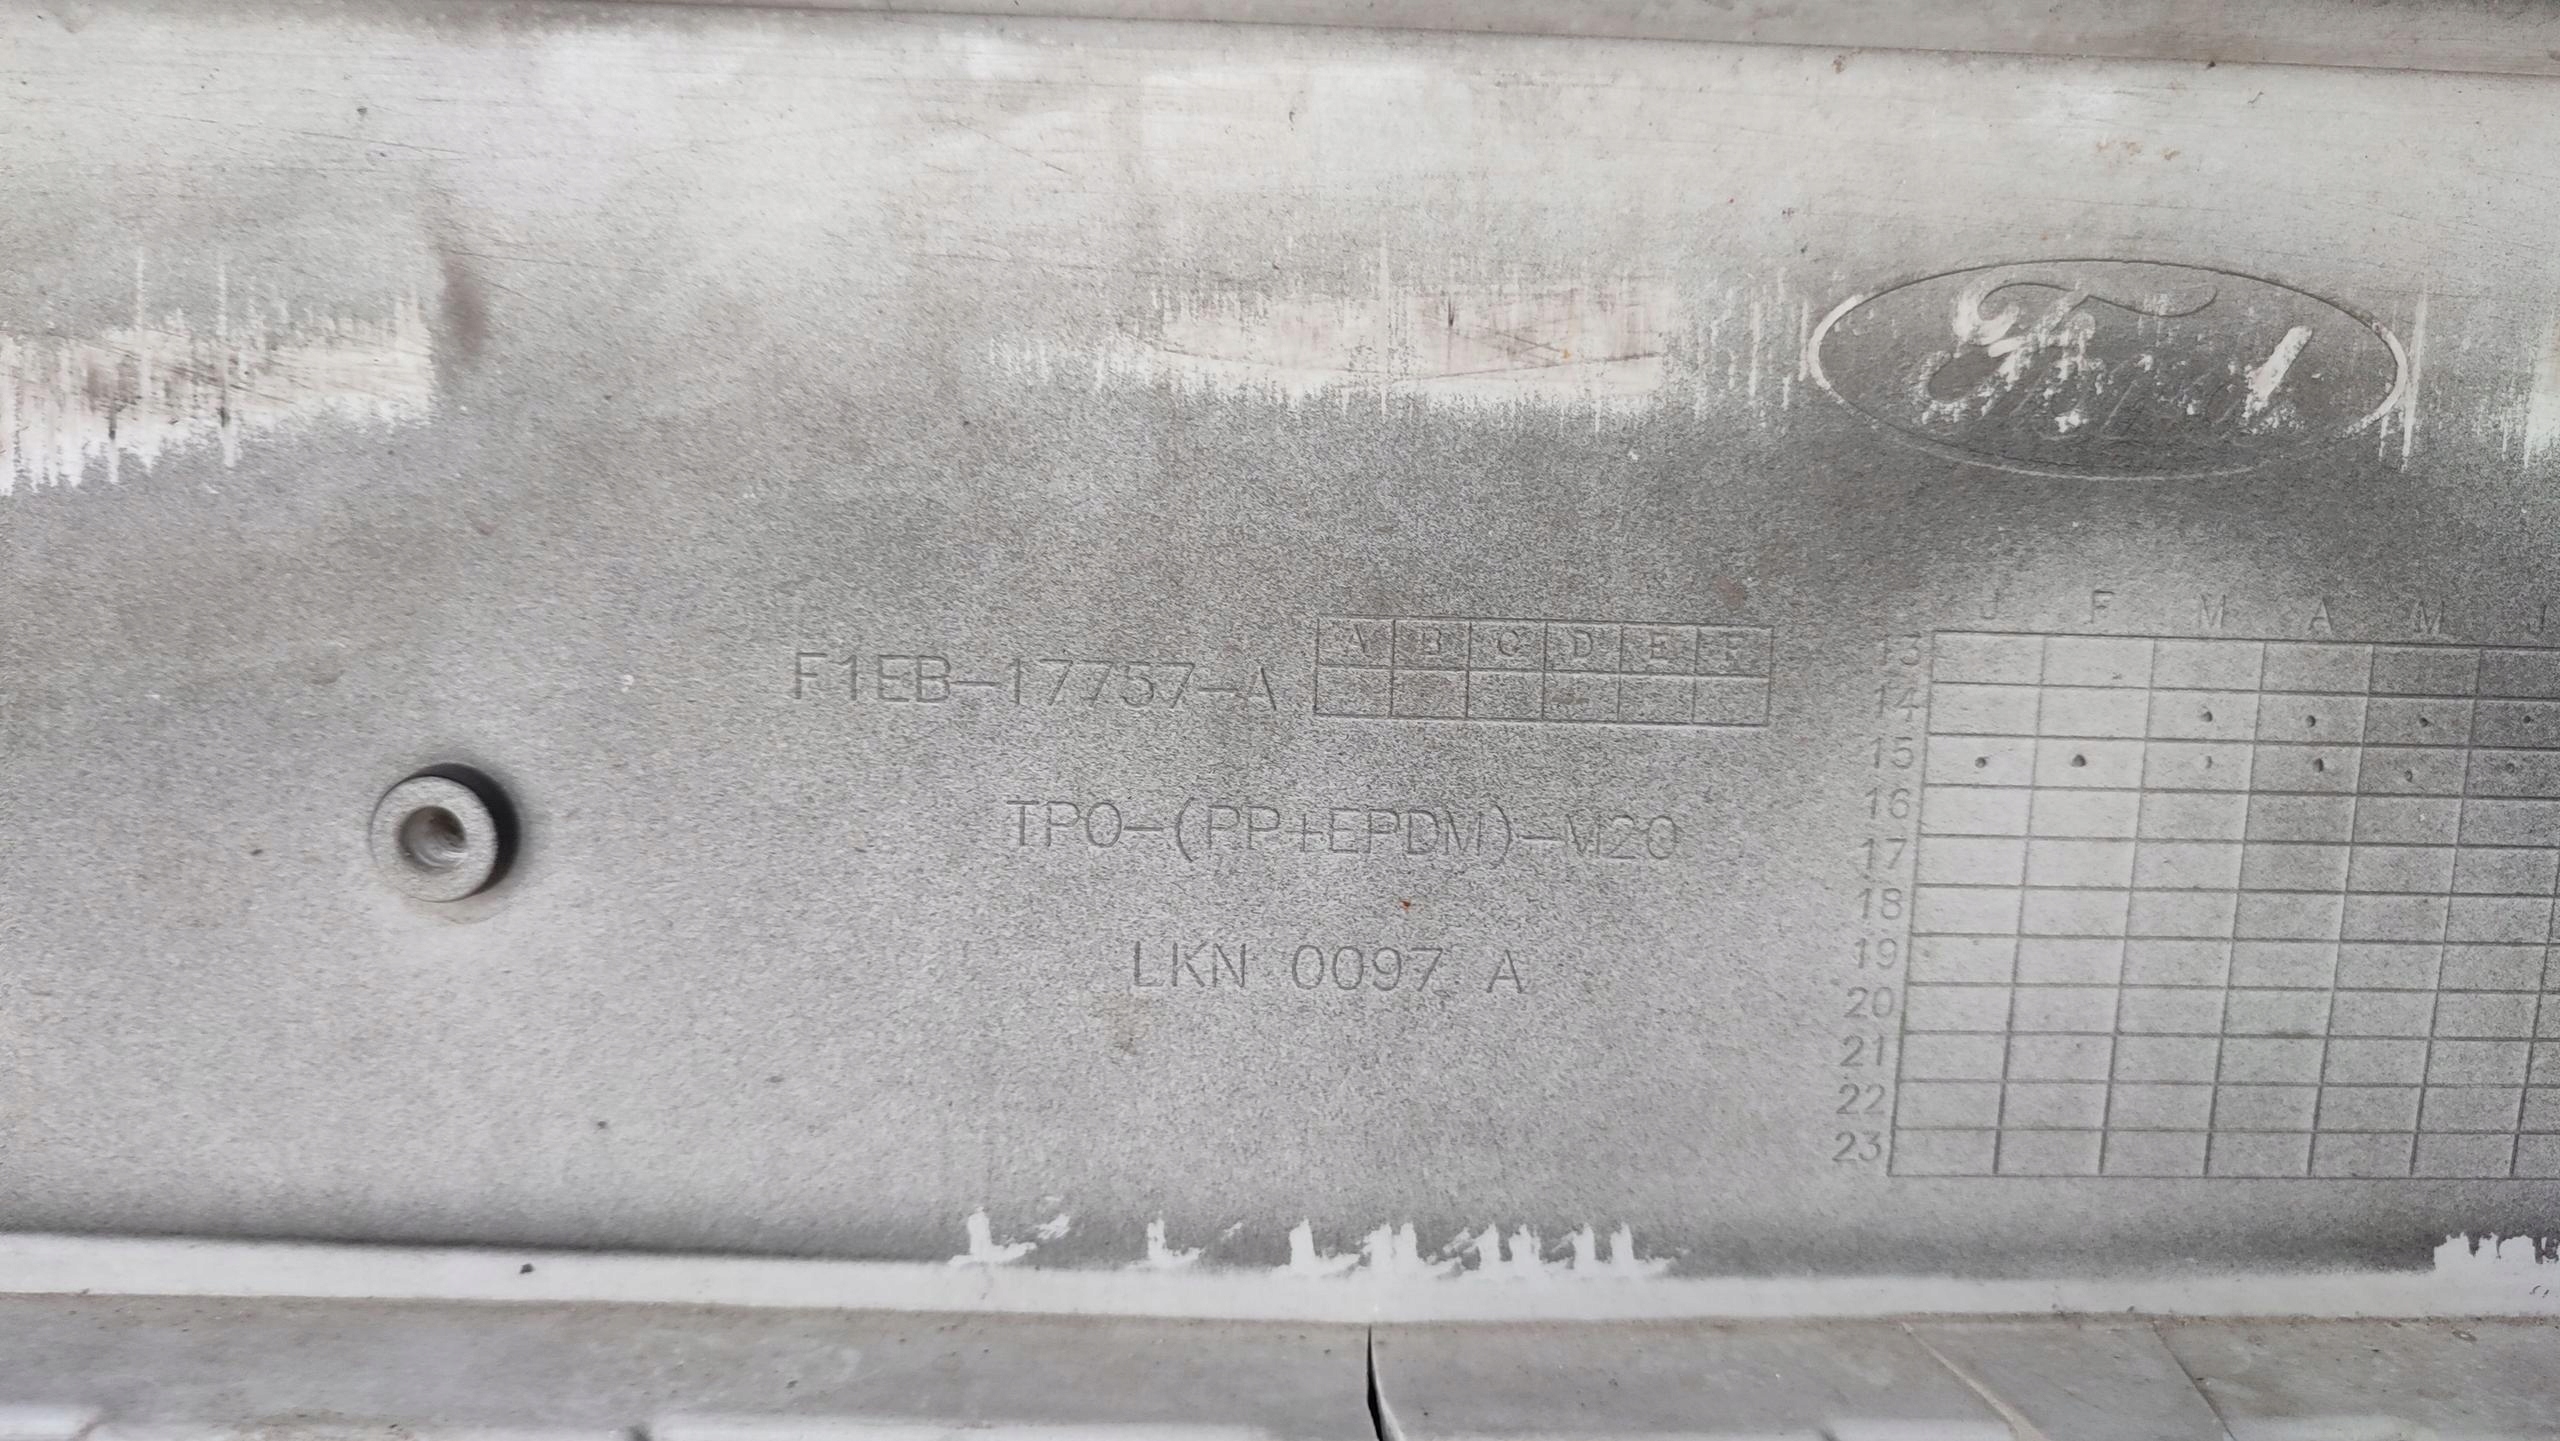 Ford
F1EB-17757-A
A B C D E F
TPO-(PP+EPDM)-M20
LKN 0097 A
J F M A M J
13
14
15
16
17
18
19
20
21
22
23